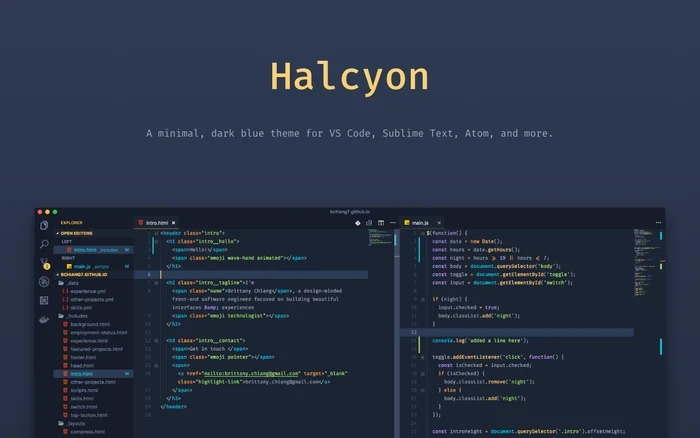 Halcyon
A minimal, dark blue theme for VS Code, Sublime Text, Atom, and more.
bchiang7.github.io
EXPLORER
OPEN EDITORS
LEFT
intro.html _includes M
RIGHT
main.js _scripts M
BCHIANG7.GITHUB.IO
_data
experience.yml
other-projects.yml
skills.yml
_includes
background.html
employment-status.html
experience.html
featured-projects.html
footer.html
head.html
intro.html M
other-projects.html
scripts.html
skills.html
switch.html
top-button.html
_layouts
compress.html
intro.html
<header class="intro">
<h1 class="intro__hello">
<span>Hello!</span>
<span class="emoji wave-hand animated"></span>
</h1>
<h2 class="intro__tagline">I'm
<span class="name">Brittany Chiang</span>, a design-minded
front-end software engineer focused on building beautiful
interfaces &amp; experiences
<span class="emoji technologist"></span>
</h2>
<h3 class="intro__contact">
<span>Get in touch </span>
<span class="emoji pointer"></span>
<span>
<a href="mailto:brittany.chiang@gmail.com" target="_blank"
class="highlight-link">brittany.chiang@gmail.com</a>
</span>
</h3>
</header>
main.js
$(function() {
const date = new Date();
const hours = date.getHours();
const night = hours ≥ 19 || hours ≤ 7;
const body = document.querySelector('body');
const toggle = document.getElementById('toggle');
const input = document.getElementById('switch');
if (night) {
input.checked = true;
body.classList.add('night');
}
console.log('added a line here');
toggle.addEventListener('click', function() {
const isChecked = input.checked;
if (isChecked) {
body.classList.remove('night');
} else {
body.classList.add('night');
}
});
const introHeight = document.querySelector('.intro').offsetHeight;